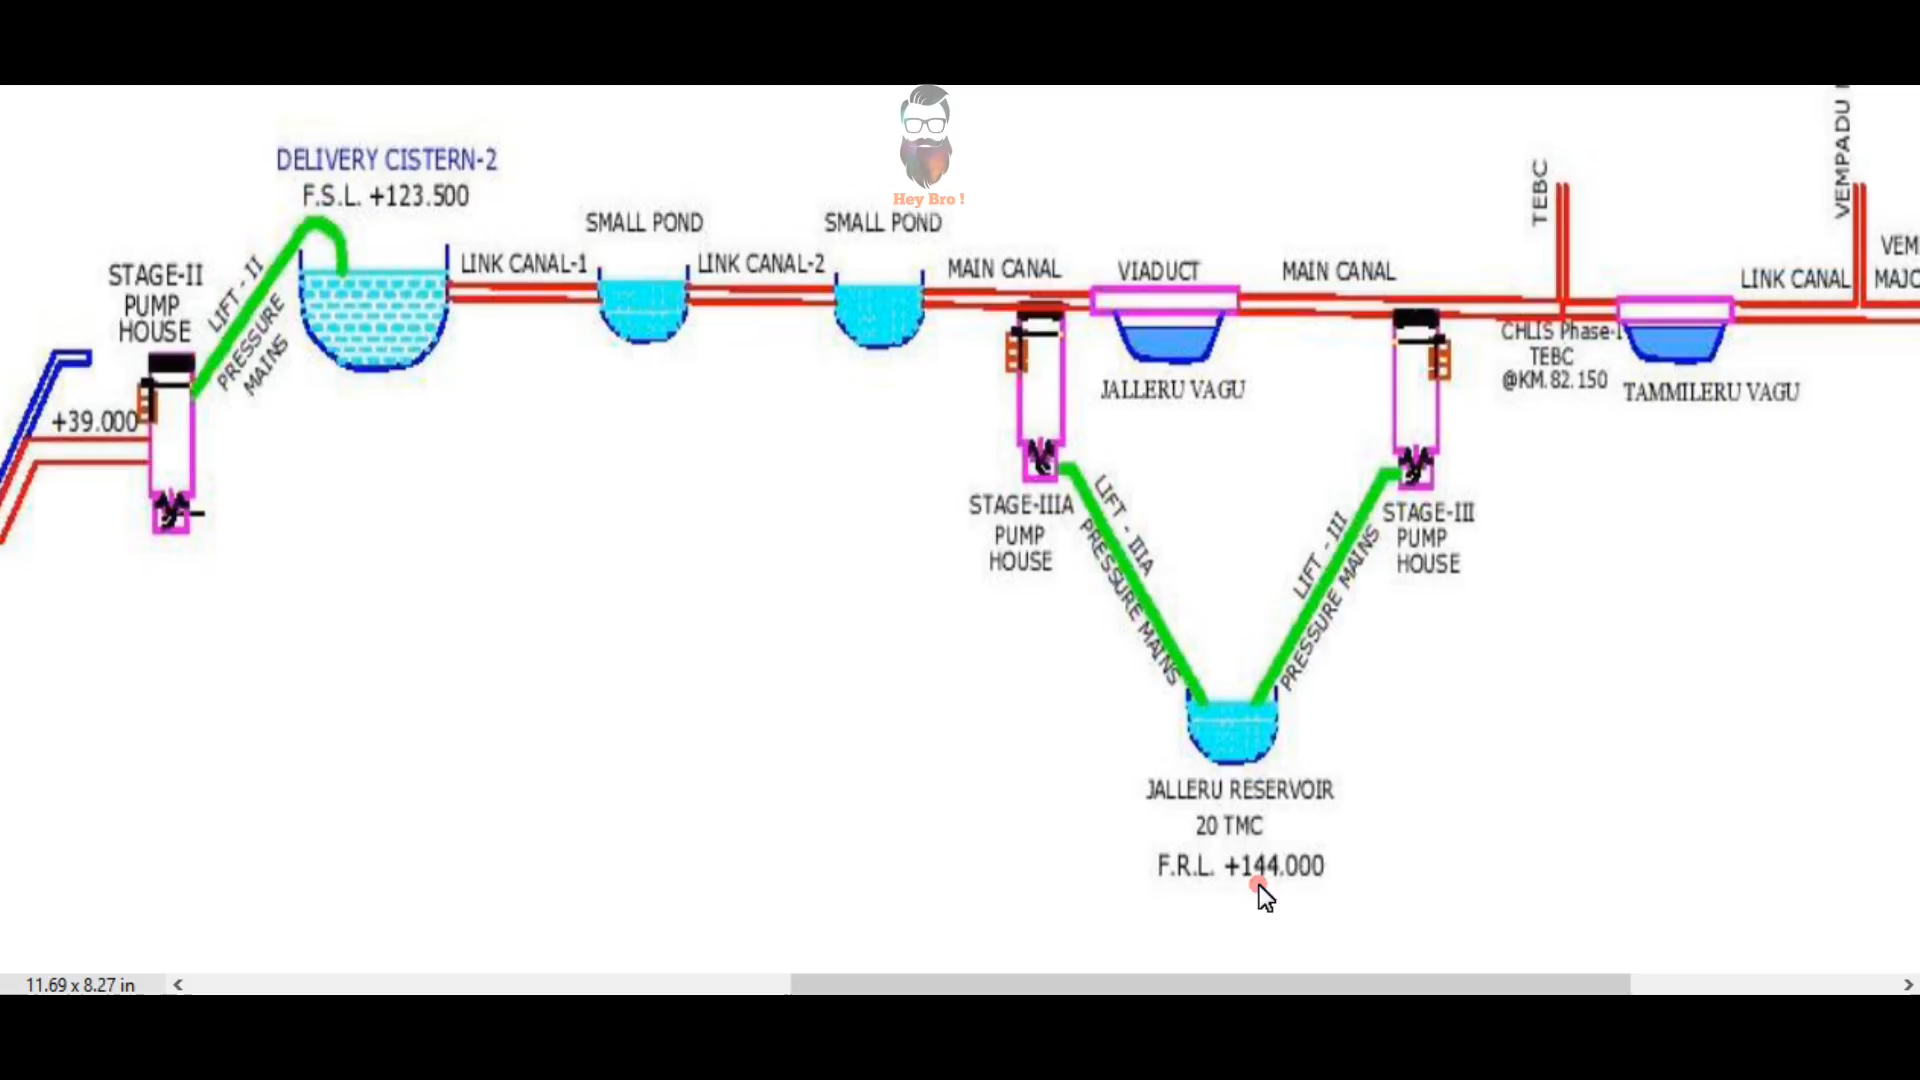 DELIVERY CISTERN-2
F.S.L. +123.500
Hey Bro !
STAGE-II
PUMP
HOUSE
LIFT - II
PRESSURE
MAINS
+39.000
LINK CANAL-1
SMALL POND
LINK CANAL-2
SMALL POND
MAIN CANAL
VIADUCT
MAIN CANAL
TEBC
VEMPADU
LINK CANAL
VEM
MAJO
CHLIS Phase-I
TEBC
@KM.82.150
JALLERU VAGU
TAMMILERU VAGU
STAGE-IIIA
PUMP
HOUSE
LIFT - IIIA
PRESSURE MAINS
LIFT - III
PRESSURE MAINS
STAGE-III
PUMP
HOUSE
JALLERU RESERVOIR
20 TMC
F.R.L. +144.000
11.69 x 8.27 in